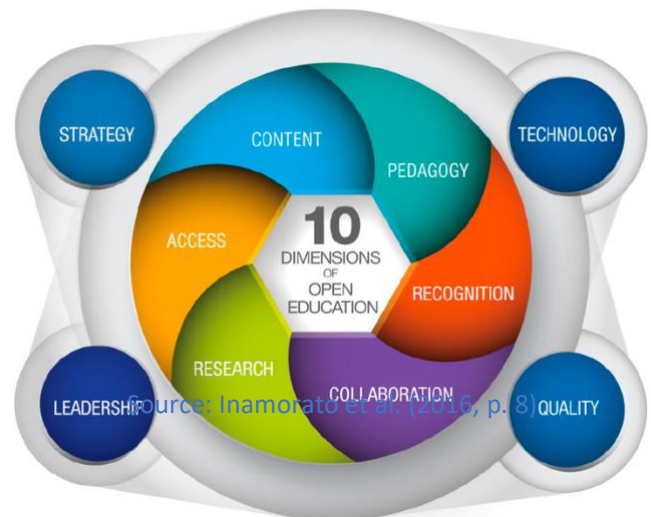 STRATEGY
TECHNOLOGY
CONTENT
PEDAGOGY
ACCESS
10
DIMENSIONS
OF
OPEN
EDUCATION
RECOGNITION
RESEARCH
COLLABORATION
LEADERSHIP
QUALITY
Source: Inamorato et al. (2016, p. 8)